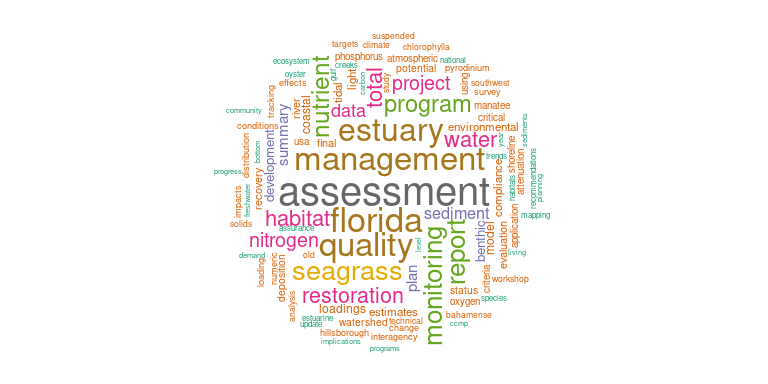 suspended
targets climate chlorophylla
ecosystem phosphorus atmospheric national
creeks
oyster gulf light carbon study total potential pyrodinium
effects tidal project using southwest
survey
tracking river coastal nutrient data program manatee
community critical
conditions summary estuary environmental sediments
usa final water year
distribution development management trends shoreline
bottom attenuation recommendations
progress recovery assessment compliance habitats planning
impacts freshwater habitat florida sediment application mapping
solids assurance benthic model
nitrogen quality level monitoring report evaluation living
demand old
loading numeric deposition seagrass plan criteria workshop
analysis restoration status species
oxygen
loadings estimates bahamense
estuarine watershed technical ccmp
update change
hillsborough interagency
implications
programs